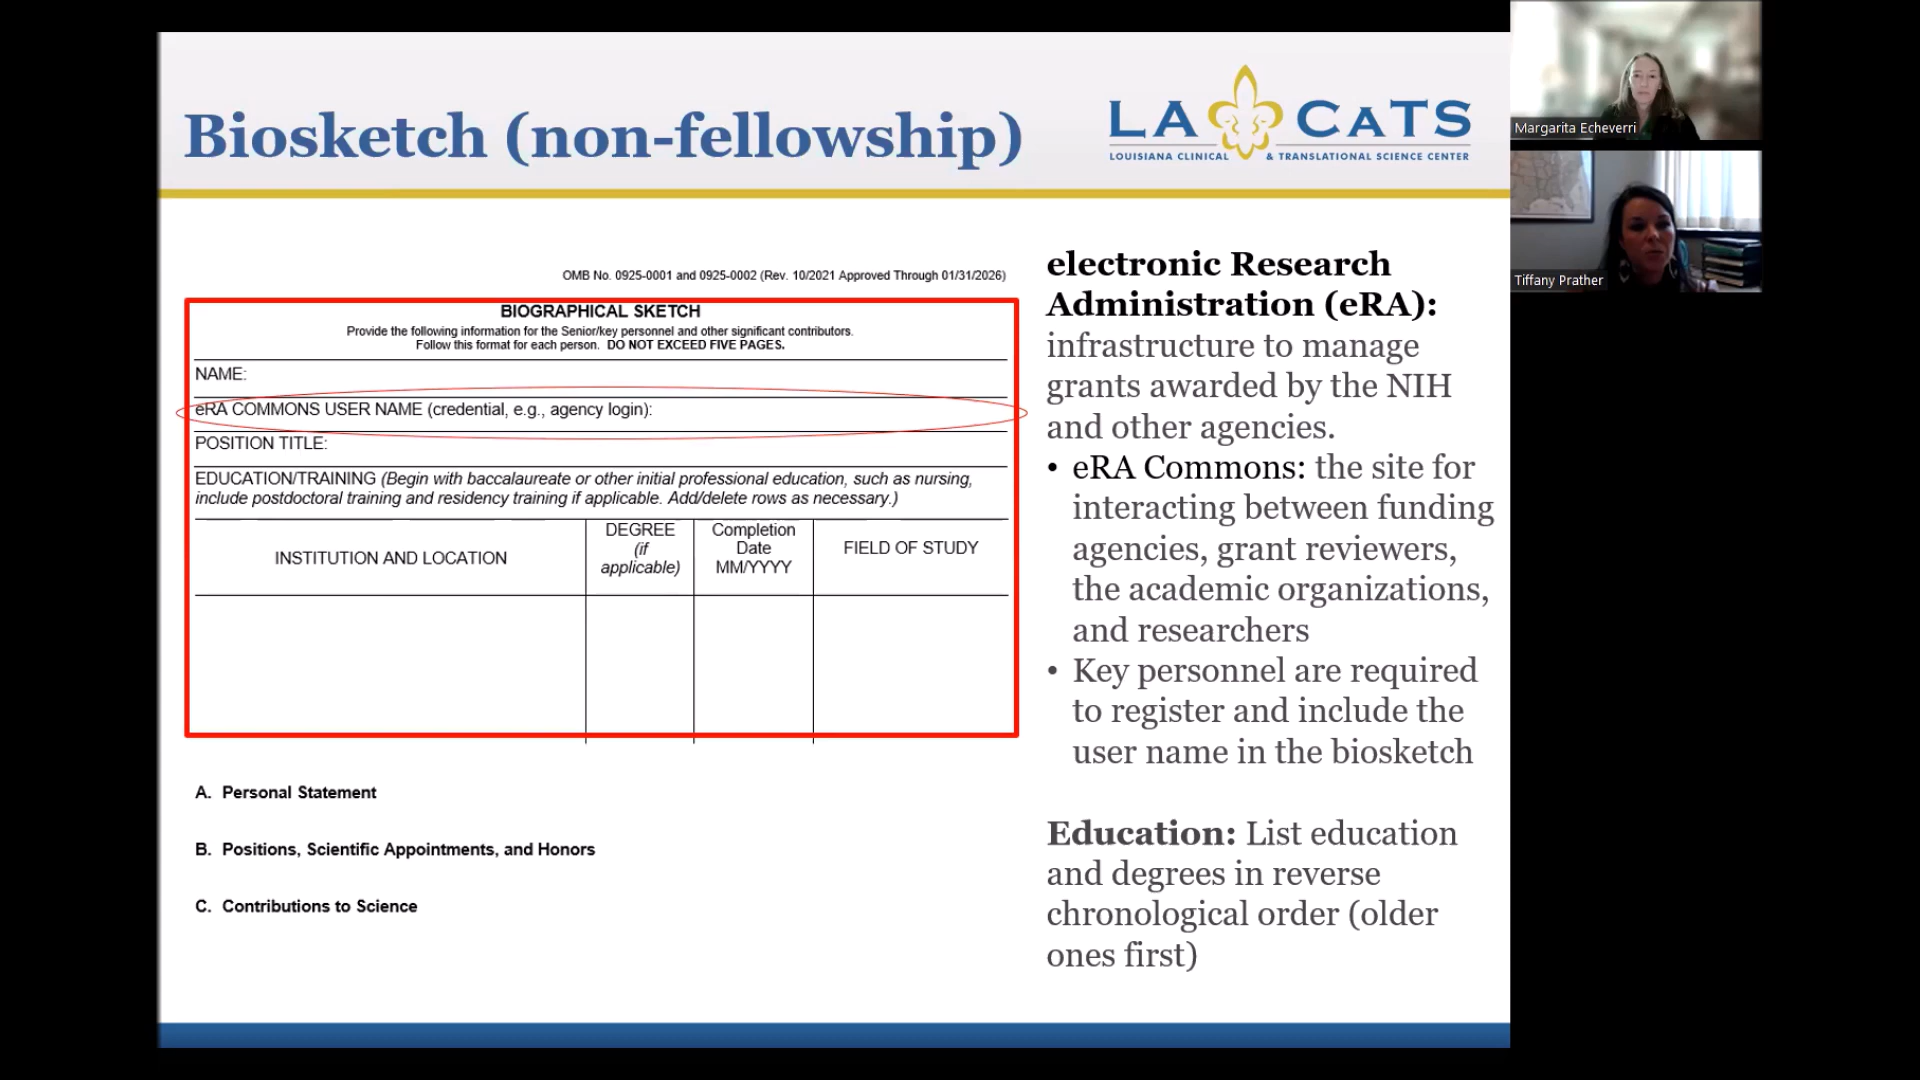 Biosketch (non-fellowship)
LA CATS
LOUISIANA CLINICAL & TRANSLATIONAL SCIENCE CENTER
Margarita Echeverri
Tiffany Prather
OMB No. 0925-0001 and 0925-0002 (Rev. 10/2021 Approved Through 01/31/2026)
BIOGRAPHICAL SKETCH
Provide the following information for the Senior/key personnel and other significant contributors.
Follow this format for each person. DO NOT EXCEED FIVE PAGES.
NAME:
eRA COMMONS USER NAME (credential, e.g., agency login):
POSITION TITLE:
EDUCATION/TRAINING (Begin with baccalaureate or other initial professional education, such as nursing,
include postdoctoral training and residency training if applicable. Add/delete rows as necessary.)
INSTITUTION AND LOCATION
DEGREE
(if
applicable)
Completion
Date
MM/YYYY
FIELD OF STUDY
A. Personal Statement
B. Positions, Scientific Appointments, and Honors
C. Contributions to Science
electronic Research
Administration (eRA):
infrastructure to manage
grants awarded by the NIH
and other agencies.
• eRA Commons: the site for
interacting between funding
agencies, grant reviewers,
the academic organizations,
and researchers
• Key personnel are required
to register and include the
user name in the biosketch
Education: List education
and degrees in reverse
chronological order (older
ones first)